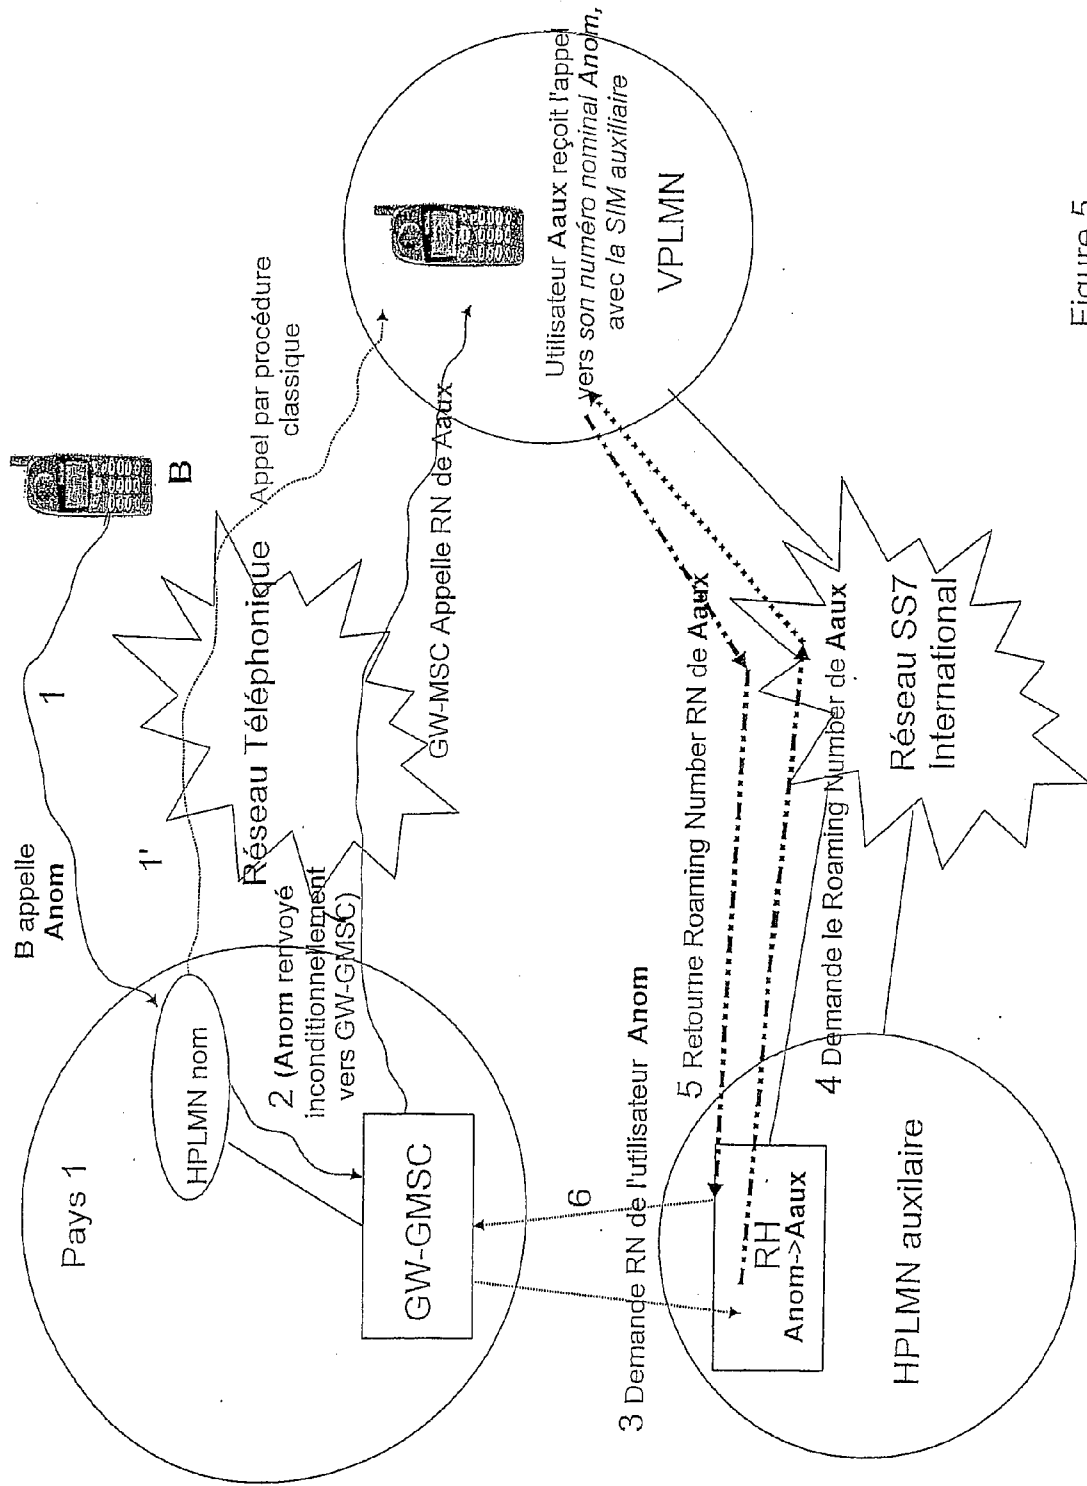 B appelle
Anom
1
B
1'
Pays 1
HPLMN nom
2 (Anom renvoyé
inconditionnellement
vers GW-GMSC)
GW-GMSC
Réseau Téléphonique
Appel par procédure
classique
GW-MSC Appelle RN de Aaux
Utilisateur Aaux reçoit l'appel
vers son numéro nominal Anom,
avec la SIM auxiliaire
VPLMN
3 Demande RN de l'utilisateur Anom
6
5 Retourne Roaming Number RN de Aaux
4 Demande le Roaming Number de Aaux
RH
Anom->Aaux
HPLMN auxilaire
Réseau SS7
International
Figure 5